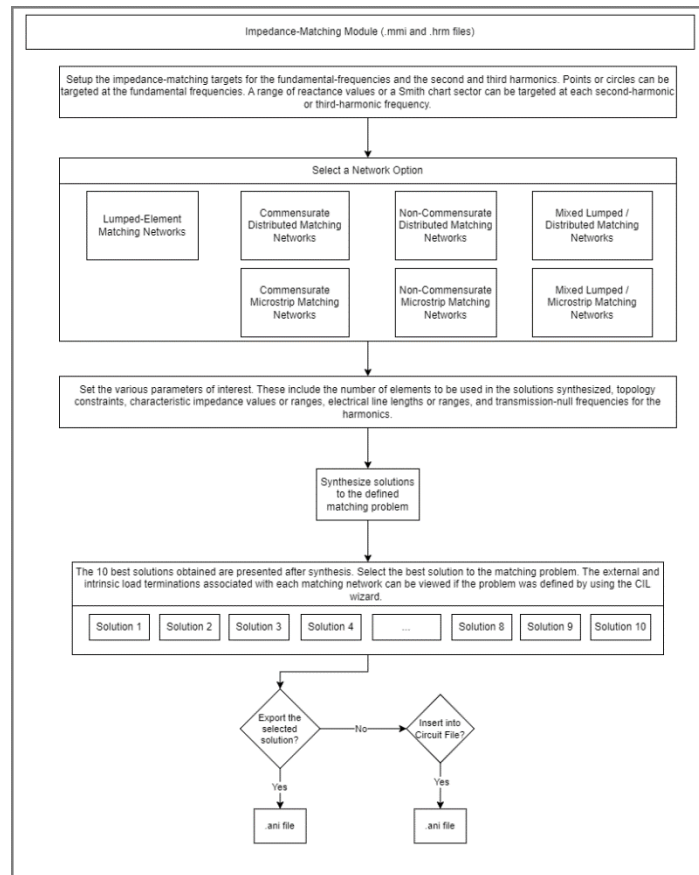 Impedance-Matching Module (.mmi and .hrm files)
Setup the impedance-matching targets for the fundamental-frequencies and the second and third harmonics. Points or circles can be
targeted at the fundamental frequencies. A range of reactance values or a Smith chart sector can be targeted at each second-harmonic
or third-harmonic frequency.
Select a Network Option
Lumped-Element
Matching Networks
Commensurate
Distributed Matching
Networks
Non-Commensurate
Distributed Matching
Networks
Mixed Lumped /
Distributed Matching
Networks
Commensurate
Microstrip Matching
Networks
Non-Commensurate
Microstrip Matching
Networks
Mixed Lumped /
Microstrip Matching
Networks
Set the various parameters of interest. These include the number of elements to be used in the solutions synthesized, topology
constraints, characteristic impedance values or ranges, electrical line lengths or ranges, and transmission-null frequencies for the
harmonics.
Synthesize solutions
to the defined
matching problem
The 10 best solutions obtained are presented after synthesis. Select the best solution to the matching problem. The external and
intrinsic load terminations associated with each matching network can be viewed if the problem was defined by using the CIL
wizard.
Solution 1
Solution 2
Solution 3
Solution 4
...
Solution 8
Solution 9
Solution 10
Export the
selected
solution?
No
Insert into
Circuit File?
Yes
Yes
.ani file
.ani file